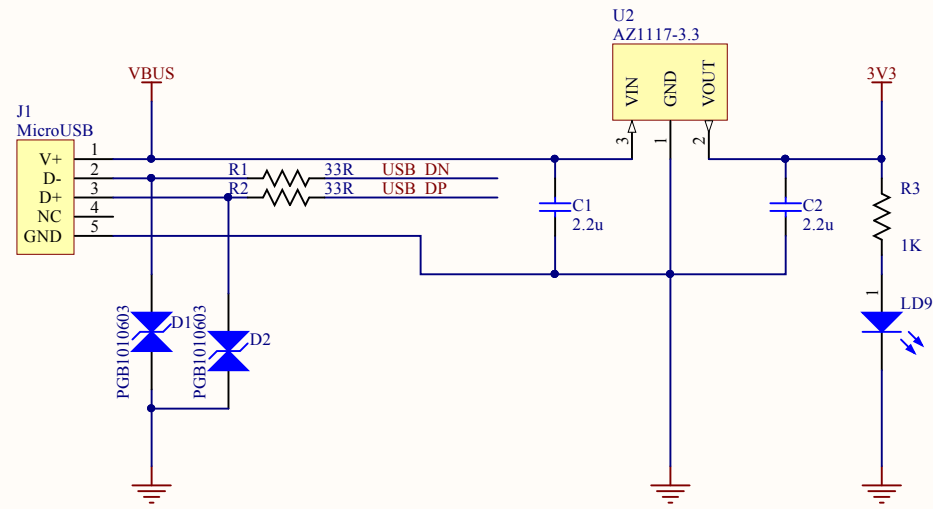 U2
AZ1117-3.3
VBUS
3V3
VIN
GND
VOUT
J1
MicroUSB
3
1
2
V+ 1
D- 2
D+ 3
NC 4
GND 5
R1 33R USB_DN
R2 33R USB_DP
C1
2.2u
C2
2.2u
R3
1K
1
LD9
PGB1010603
D1
PGB1010603
D2